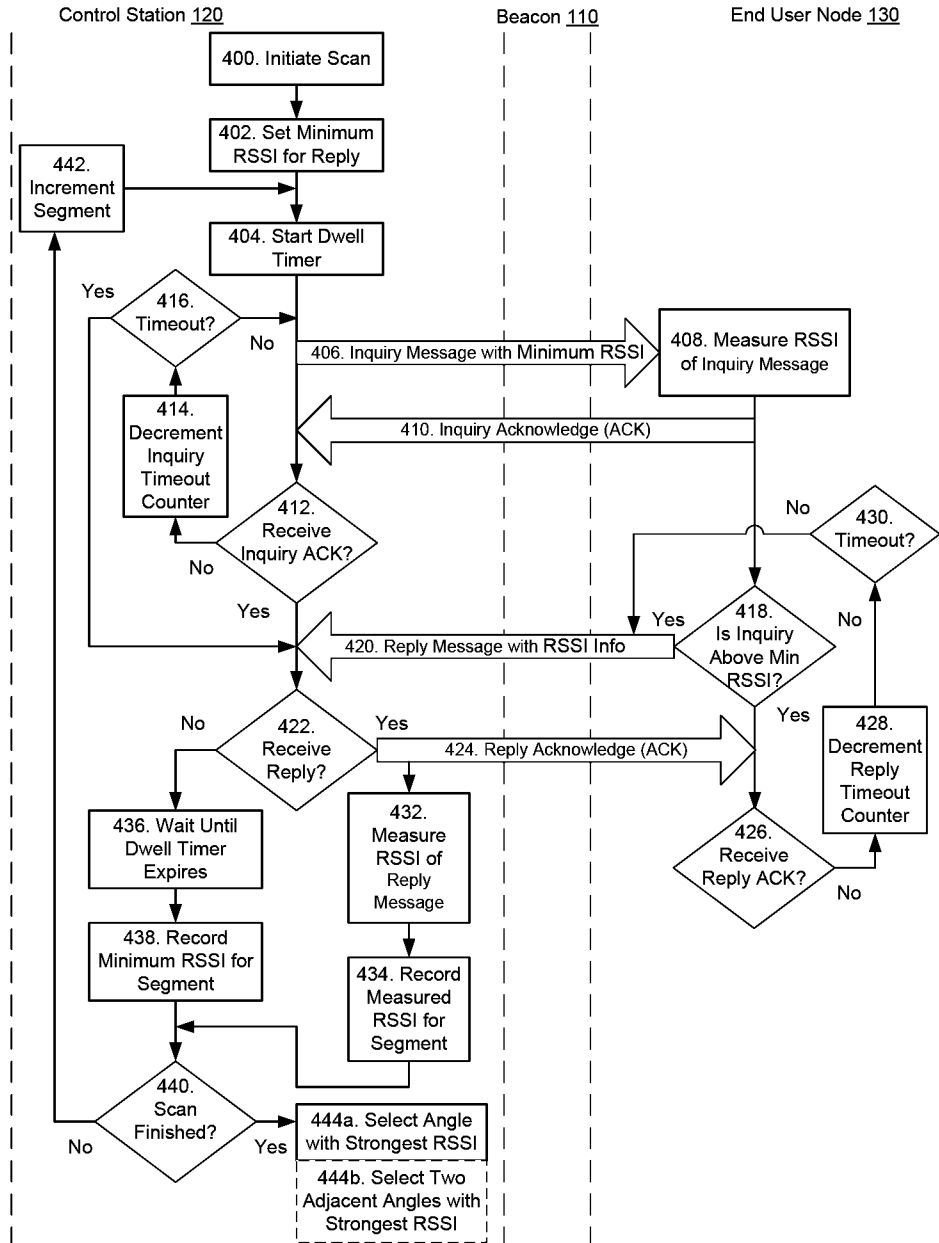 Control Station 120
Beacon 110
End User Node 130
400. Initiate Scan
402. Set Minimum
RSSI for Reply
442.
Increment
Segment
404. Start Dwell
Timer
Yes
416.
Timeout?
No
406. Inquiry Message with Minimum RSSI
408. Measure RSSI
of Inquiry Message
414.
Decrement
Inquiry
Timeout
Counter
410. Inquiry Acknowledge (ACK)
412.
Receive
Inquiry ACK?
No
Yes
No
430.
Timeout?
No
418.
Is Inquiry
Above Min
RSSI?
Yes
Yes
420. Reply Message with RSSI Info
No
422.
Receive
Reply?
Yes
424. Reply Acknowledge (ACK)
428.
Decrement
Reply
Timeout
Counter
426.
Receive
Reply ACK?
No
436. Wait Until
Dwell Timer
Expires
432.
Measure
RSSI of
Reply
Message
438. Record
Minimum RSSI for
Segment
434. Record
Measured
RSSI for
Segment
440.
Scan
Finished?
No
Yes
444a. Select Angle
with Strongest RSSI
444b. Select Two
Adjacent Angles with
Strongest RSSI